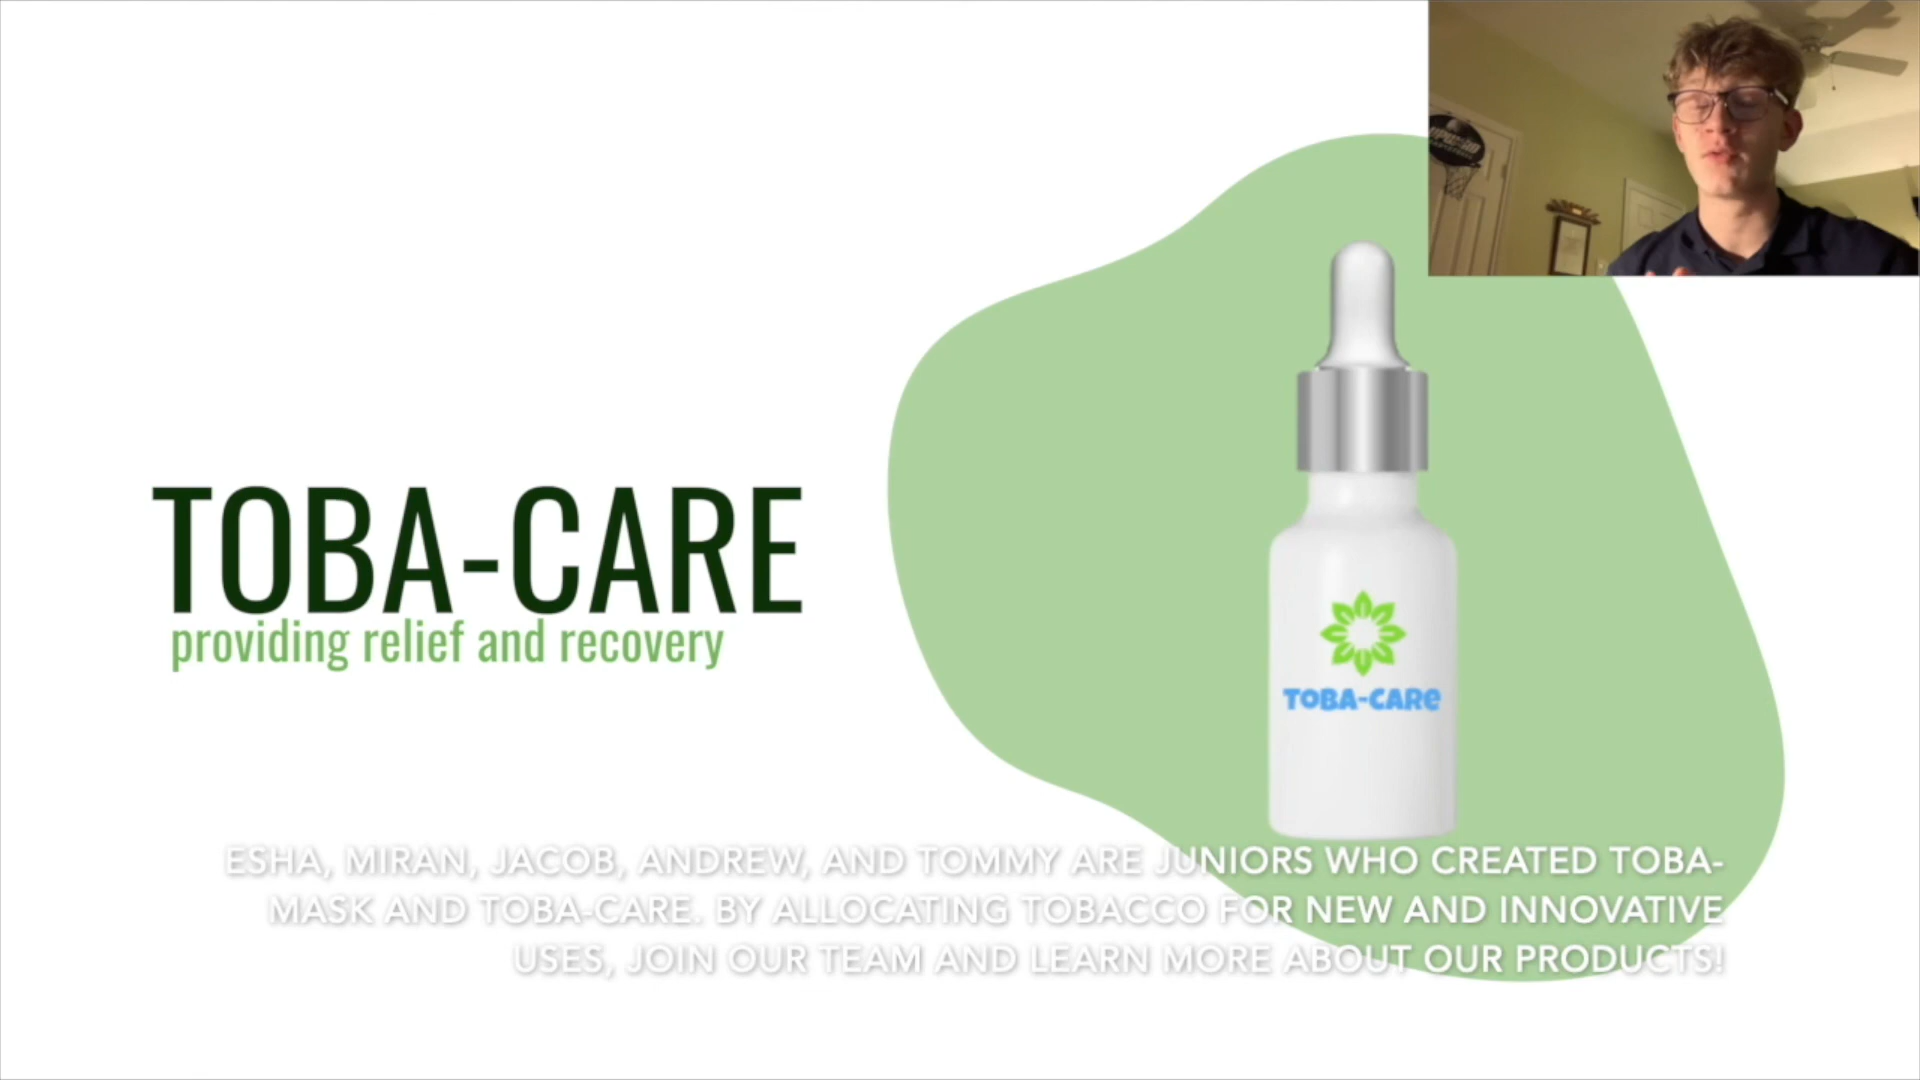 TOBA-CARE
providing relief and recovery
TOBA-CARE
ESHA, MIRAN, JACOB, ANDREW, AND TOMMY ARE JUNIORS WHO CREATED TOBA-
MASK AND TOBA-CARE. BY ALLOCATING TOBACCO FOR NEW AND INNOVATIVE
USES, JOIN OUR TEAM AND LEARN MORE ABOUT OUR PRODUCTS!